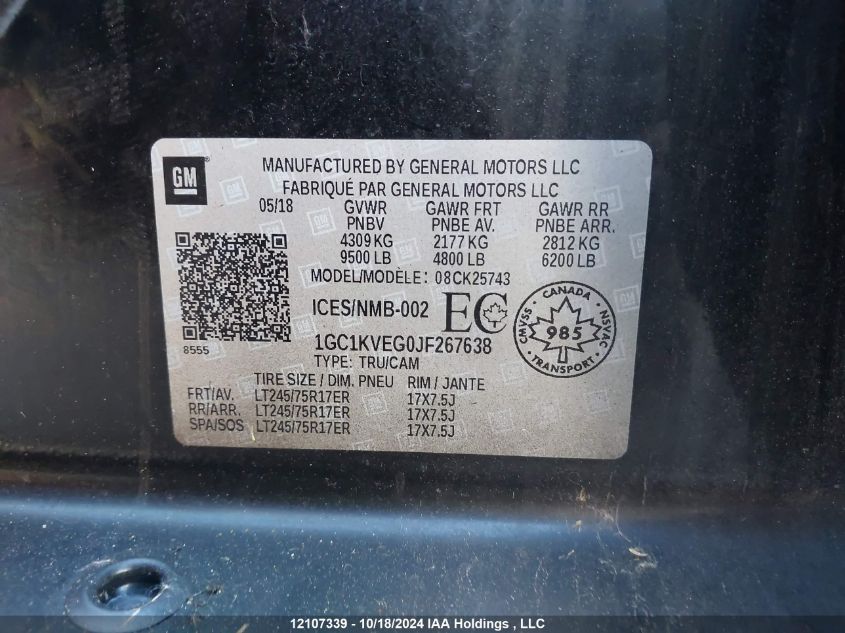 GM
MANUFACTURED BY GENERAL MOTORS LLC
FABRIQUÉ PAR GENERAL MOTORS LLC
05/18 GVWR GAWR FRT GAWR RR
PNBV PNBE AV. PNBE ARR.
4309 KG 2177 KG 2812 KG
9500 LB 4800 LB 6200 LB
MODEL/MODÈLE: 08CK25743
ICES/NMB-002 EC
CANADA
CMVSS 985 NSVAC
TRANSPORT
8555
1GC1KVEG0JF267638
TYPE: TRU/CAM
TIRE SIZE / DIM. PNEU RIM / JANTE
FRT/AV. LT245/75R17ER 17X7.5J
RR/ARR. LT245/75R17ER 17X7.5J
SPA/SOS LT245/75R17ER 17X7.5J
12107339 - 10/18/2024 IAA Holdings , LLC